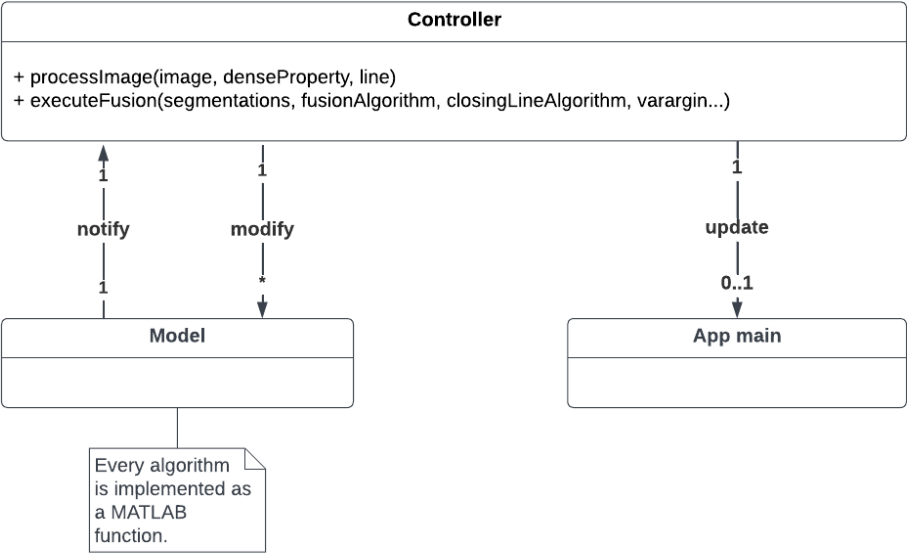 Controller
+ processImage(image, denseProperty, line)
+ executeFusion(segmentations, fusionAlgorithm, closingLineAlgorithm, varargin...)
1
notify
1
1
modify
*
1
update
0..1
Model
App main
Every algorithm
is implemented as
a MATLAB
function.